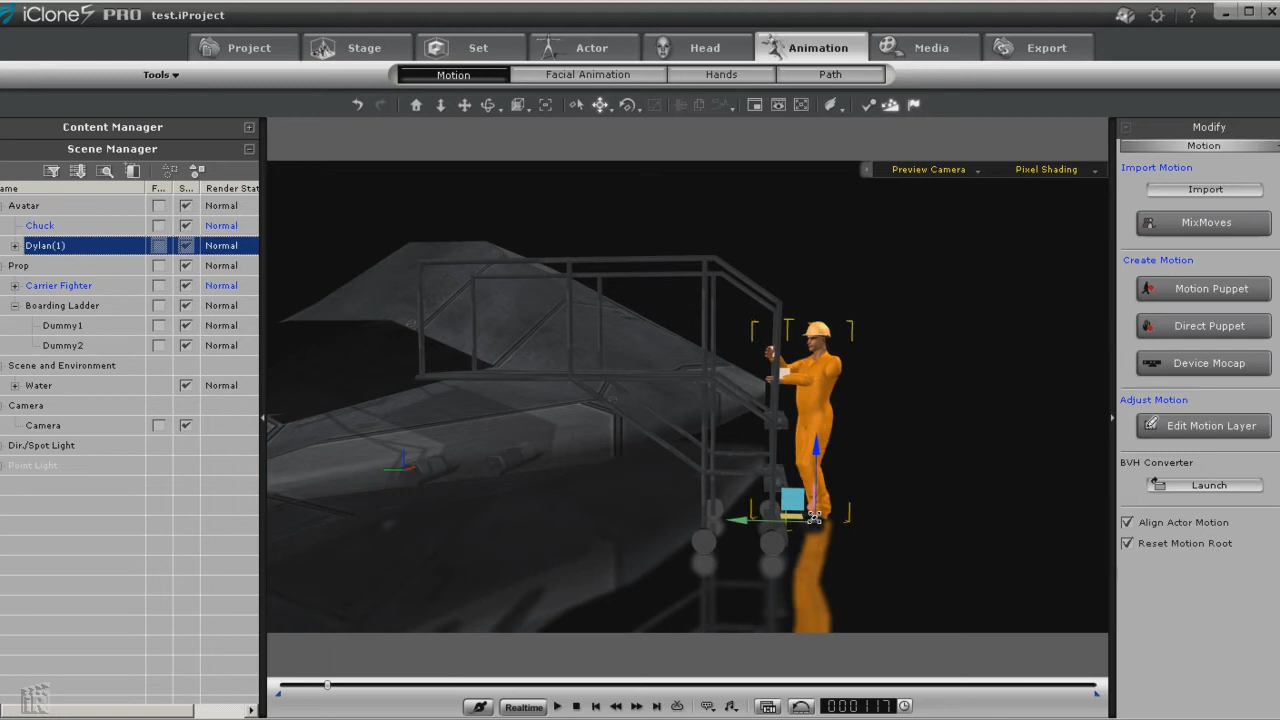 iClone5 PRO test.iProject
Project Stage Set Actor Head Animation Media Export
Tools Motion Facial Animation Hands Path
Content Manager
Scene Manager
ame F... S... Render Stat
Avatar Normal
Chuck Normal
Dylan(1) Normal
Prop Normal
Carrier Fighter Normal
Boarding Ladder Normal
Dummy1 Normal
Dummy2 Normal
Scene and Environment
Water Normal
Camera
Camera
Dir./Spot Light
Point Light
Preview Camera Pixel Shading
Modify
Motion
Import Motion
Import
MixMoves
Create Motion
Motion Puppet
Direct Puppet
Device Mocap
Adjust Motion
Edit Motion Layer
BVH Converter
Launch
Align Actor Motion
Reset Motion Root
Realtime 000117